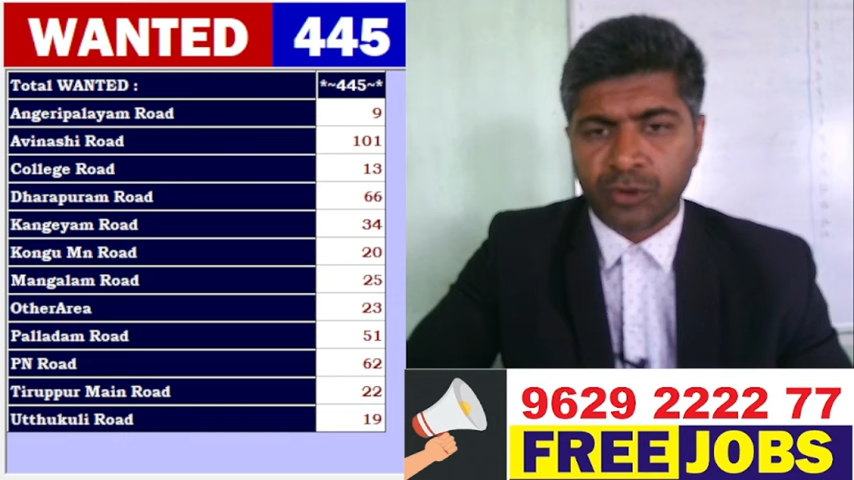 WANTED 445
Total WANTED : *~445~*
Angeripalayam Road 9
Avinashi Road 101
College Road 13
Dharapuram Road 66
Kangeyam Road 34
Kongu Mn Road 20
Mangalam Road 25
OtherArea 23
Palladam Road 51
PN Road 62
Tiruppur Main Road 22
Utthukuli Road 19
9629 2222 77
FREE JOBS